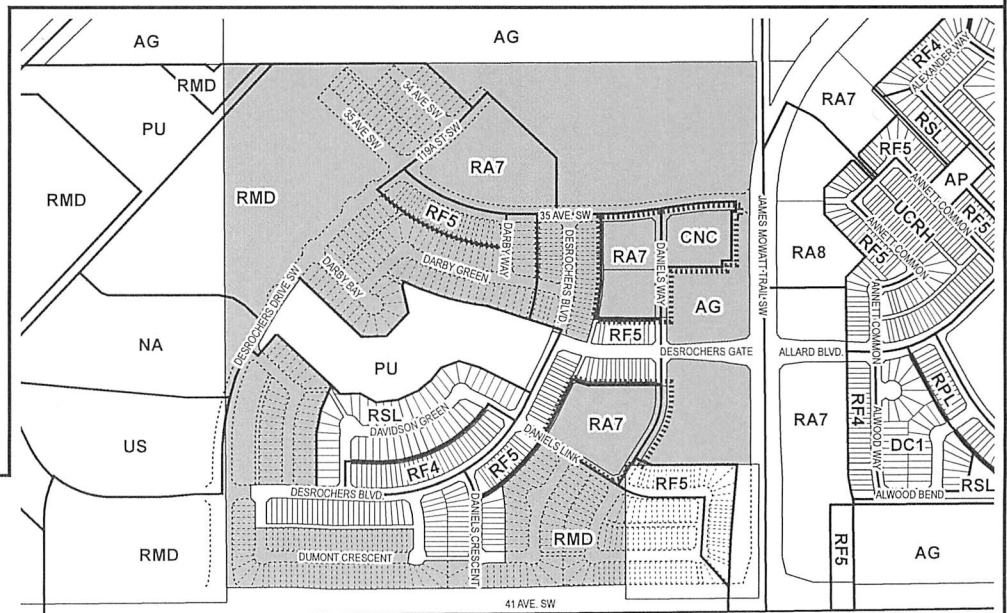 AG
AG
RMD
RF4
ALEXANDER WAY
PU
34 AVE SW
35 AVE SW
RA7
RSL
119A ST SW
RF5
RMD
RMD
RA7
AP
ANNETT COMMON
RF5
RF5
DARBY WAY
35 AVE. SW
DESROCHERS BLVD
RA7
DANIELS WAY
CNC
JAMES MOWATT TRAIL SW
RA8
UCRH
ANNETT COMMON
RF5
DARBY GREEN
DARBY BAY
AG
ANNETT COMMON
DESROCHERS DRIVE SW
NA
PU
RF5
DESROCHERS GATE
ALLARD BLVD.
RSL
DAVIDSON GREEN
RA7
RA7
RF4
RPL
US
RF4
RF5
DANIELS LINK
ALWOOD WAY
DC1
RSL
DESROCHERS BLVD.
DANIELS CRESCENT
RF5
ALWOOD BEND
RMD
DUMONT CRESCENT
RMD
RF5
AG
41 AVE. SW